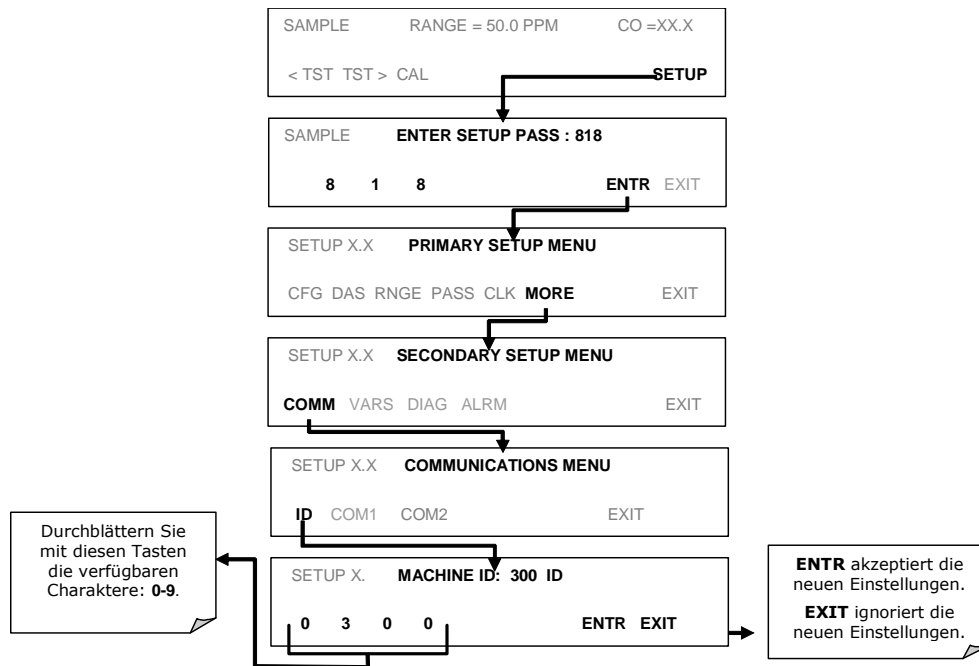 SAMPLE RANGE = 50.0 PPM CO =XX.X
< TST TST > CAL SETUP
SAMPLE ENTER SETUP PASS : 818
8 1 8 ENTR EXIT
SETUP X.X PRIMARY SETUP MENU
CFG DAS RNGE PASS CLK MORE EXIT
SETUP X.X SECONDARY SETUP MENU
COMM VARS DIAG ALRM EXIT
SETUP X.X COMMUNICATIONS MENU
ID COM1 COM2 EXIT
Durchblättern Sie
mit diesen Tasten
die verfügbaren
Charaktere: 0-9.
SETUP X. MACHINE ID: 300 ID
0 3 0 0 ENTR EXIT
ENTR akzeptiert die
neuen Einstellungen.
EXIT ignoriert die
neuen Einstellungen.